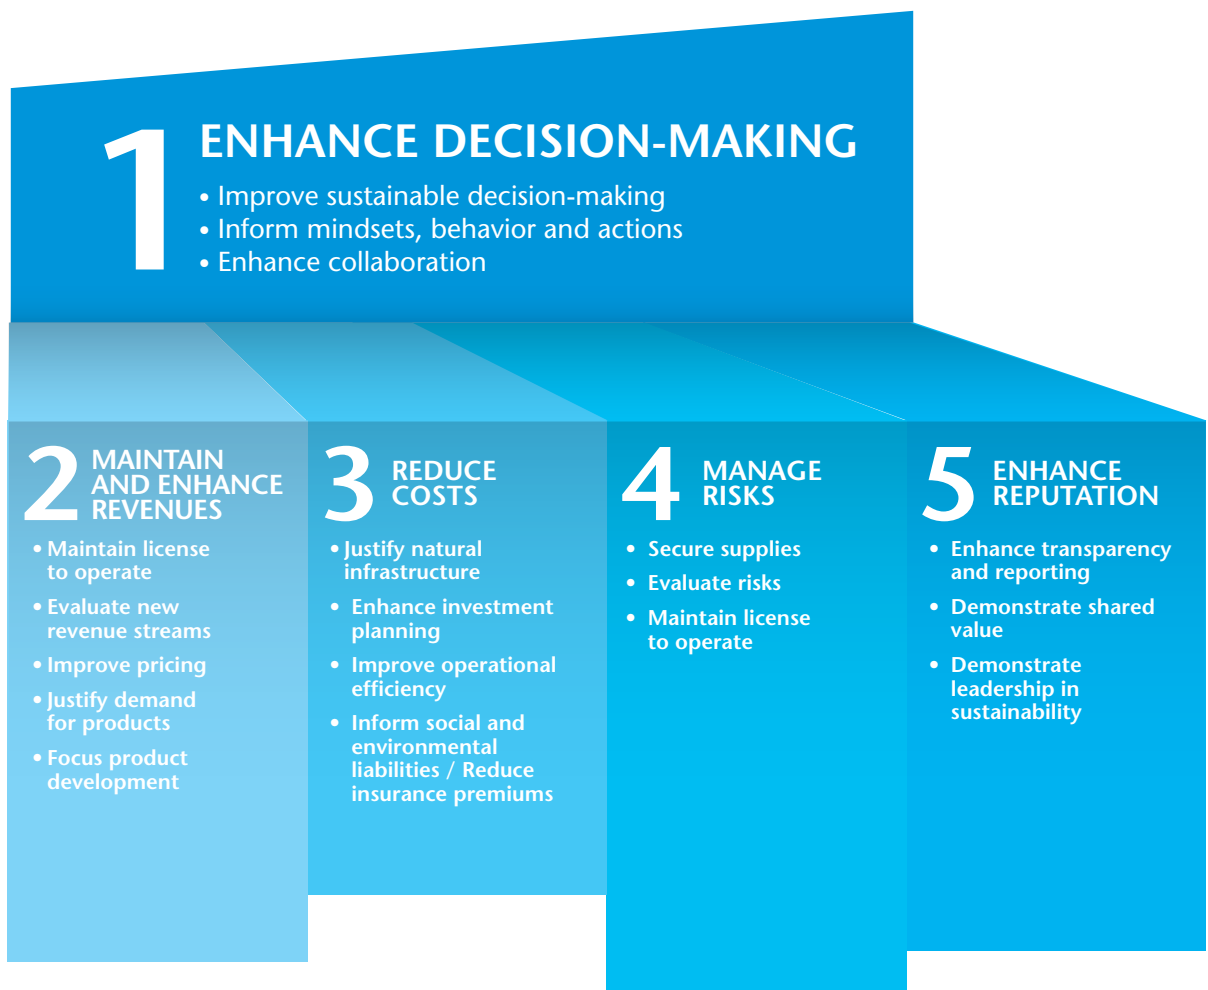 1
ENHANCE DECISION-MAKING
• Improve sustainable decision-making
• Inform mindsets, behavior and actions
• Enhance collaboration
2
MAINTAIN
AND ENHANCE
REVENUES
• Maintain license
to operate
• Evaluate new
revenue streams
• Improve pricing
• Justify demand
for products
• Focus product
development
3
REDUCE
COSTS
• Justify natural
infrastructure
• Enhance investment
planning
• Improve operational
efficiency
• Inform social and
environmental
liabilities / Reduce
insurance premiums
4
MANAGE
RISKS
• Secure supplies
• Evaluate risks
• Maintain license
to operate
5
ENHANCE
REPUTATION
• Enhance transparency
and reporting
• Demonstrate shared
value
• Demonstrate
leadership in
sustainability